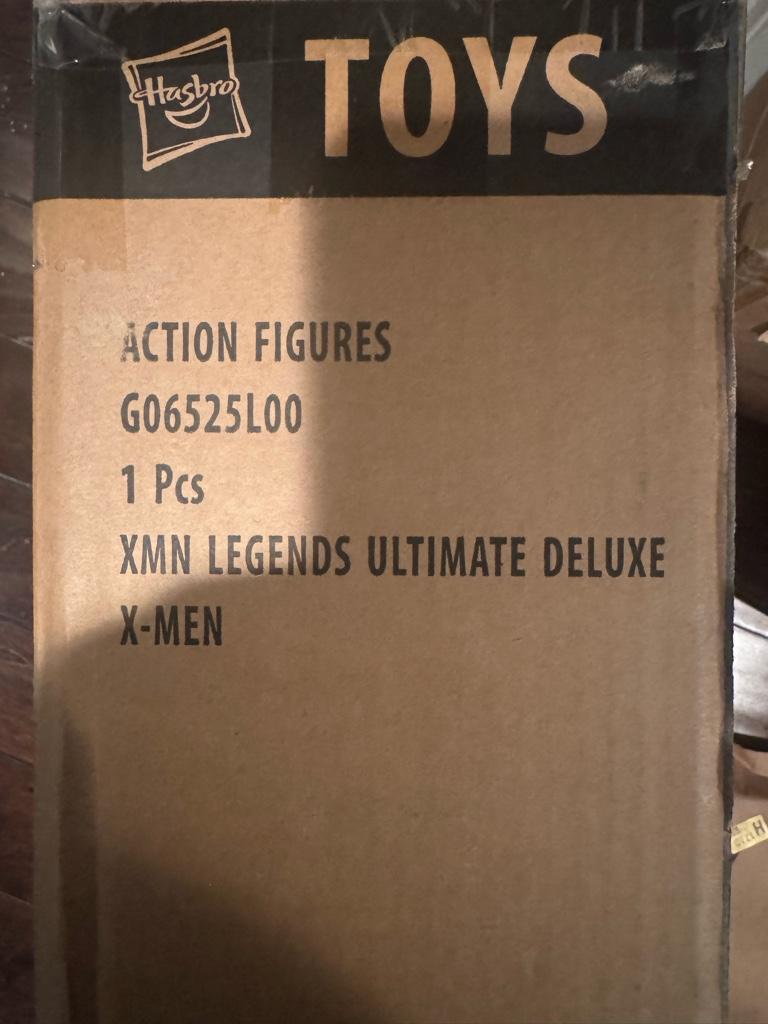 Hasbro TOYS
ACTION FIGURES
G06525L00
1 Pcs
XMN LEGENDS ULTIMATE DELUXE
X-MEN
H